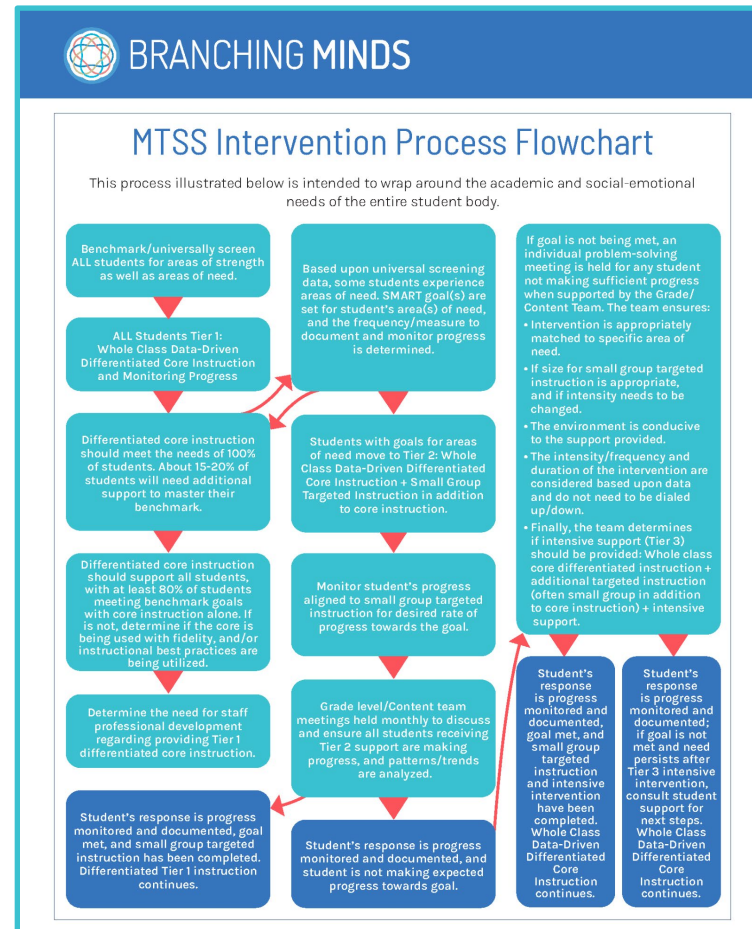 BRANCHING MINDS
MTSS Intervention Process Flowchart
This process illustrated below is intended to wrap around the academic and social-emotional
needs of the entire student body.
Benchmark/universally screen
ALL students for areas of strength
as well as areas of need.
ALL Students Tier 1:
Whole Class Data-Driven
Differentiated Core Instruction
and Monitoring Progress
Differentiated core instruction
should meet the needs of 100%
of students. About 15-20% of
students will need additional
support to master their
benchmark.
Differentiated core instruction
should support all students,
with at least 80% of students
meeting benchmark goals
with core instruction alone. If
is not, determine if the core is
being used with fidelity, and/or
instructional best practices are
being utilized.
Determine the need for staff
professional development
regarding providing Tier 1
differentiated core instruction.
Student's response is progress
monitored and documented, goal
met, and small group targeted
instruction has been completed.
Differentiated Tier 1 instruction
continues.
Based upon universal screening
data, some students experience
areas of need. SMART goal(s) are
set for student's area(s) of need,
and the frequency/measure to
document and monitor progress
is determined.
Students with goals for areas
of need move to Tier 2: Whole
Class Data-Driven Differentiated
Core Instruction + Small Group
Targeted Instruction in addition
to core instruction.
Monitor student's progress
aligned to small group targeted
instruction for desired rate of
progress towards the goal.
Grade level/Content team
meetings held monthly to discuss
and ensure all students receiving
Tier 2 support are making
progress, and patterns/trends
are analyzed.
Student's response is progress
monitored and documented, and
student is not making expected
progress towards goal.
If goal is not being met, an
individual problem-solving
meeting is held for any student
not making sufficient progress
when supported by the Grade/
Content Team. The team ensures:
• Intervention is appropriately
matched to specific area of
need.
• If size for small group targeted
instruction is appropriate,
and if intensity needs to be
changed.
• The environment is conducive
to the support provided.
• The intensity/frequency and
duration of the intervention are
considered based upon data
and do not need to be dialed
up/down.
• Finally, the team determines
if intensive support (Tier 3)
should be provided: Whole class
core differentiated instruction +
additional targeted instruction
(often small group in addition
to core instruction) + intensive
support.
Student's
response
is progress
monitored and
documented,
goal met, and
small group
targeted
instruction
and intensive
intervention
have been
completed.
Whole Class
Data-Driven
Differentiated
Core
Instruction
continues.
Student's
response
is progress
monitored and
documented;
if goal is not
met and need
persists after
Tier 3 intensive
intervention,
consult student
support for
next steps.
Whole Class
Data-Driven
Differentiated
Core
Instruction
continues.